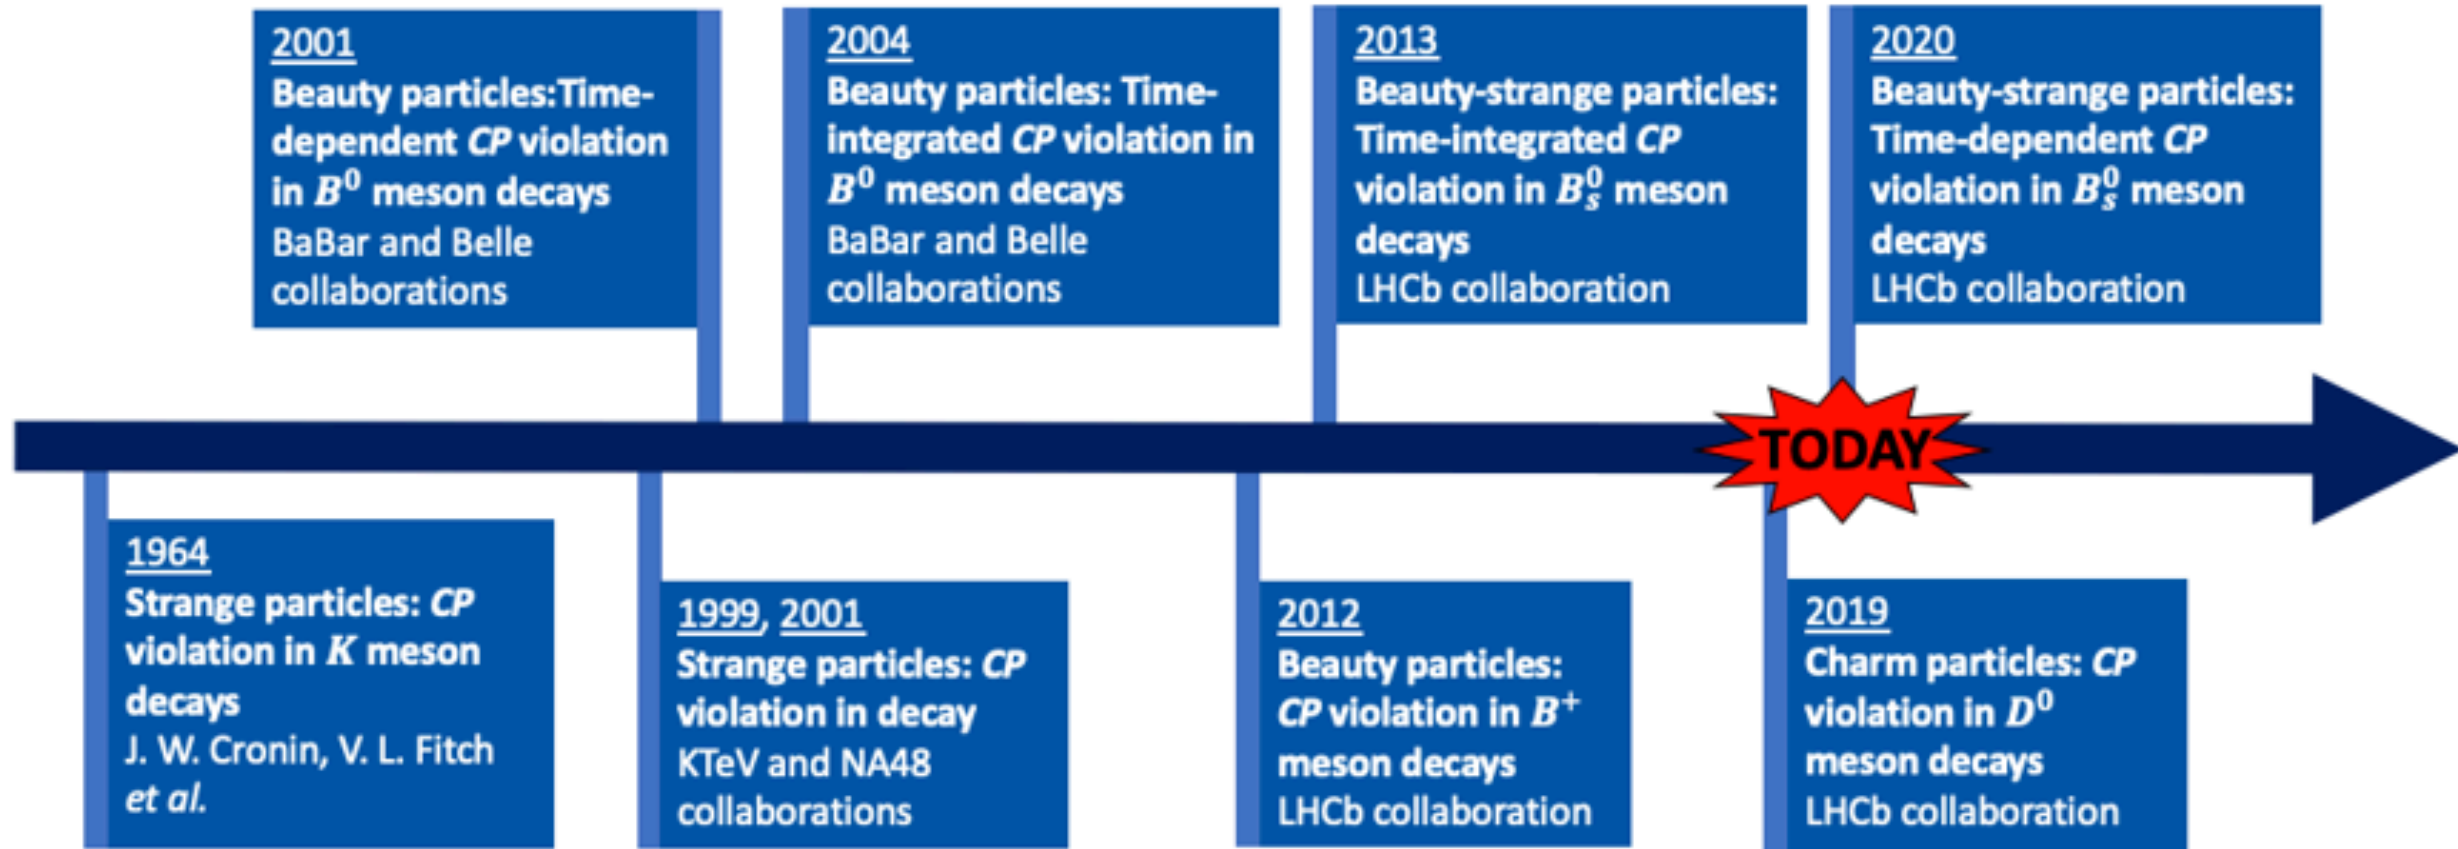 2001
Beauty particles:Time-
dependent CP violation
in B⁰ meson decays
BaBar and Belle
collaborations
2004
Beauty particles: Time-
integrated CP violation in
B⁰ meson decays
BaBar and Belle
collaborations
2013
Beauty-strange particles:
Time-integrated CP
violation in B⁰ₛ meson
decays
LHCb collaboration
2020
Beauty-strange particles:
Time-dependent CP
violation in B⁰ₛ meson
decays
LHCb collaboration
TODAY
1964
Strange particles: CP
violation in K meson
decays
J. W. Cronin, V. L. Fitch
et al.
1999, 2001
Strange particles: CP
violation in decay
KTeV and NA48
collaborations
2012
Beauty particles:
CP violation in B⁺
meson decays
LHCb collaboration
2019
Charm particles: CP
violation in D⁰
meson decays
LHCb collaboration